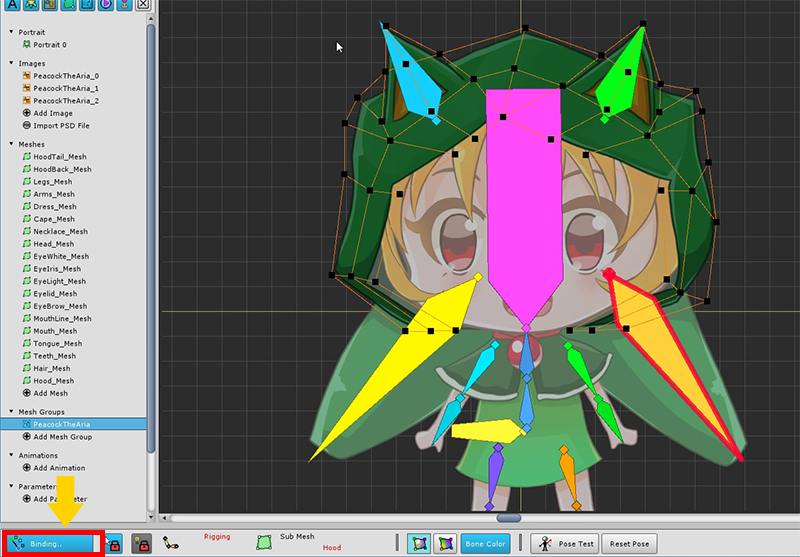 A
Portrait
Portrait 0
Images
PeacockTheAria_0
PeacockTheAria_1
PeacockTheAria_2
Add Image
Import PSD File
Meshes
HoodTail_Mesh
HoodBack_Mesh
Legs_Mesh
Arms_Mesh
Dress_Mesh
Cape_Mesh
Necklace_Mesh
Head_Mesh
EyeWhite_Mesh
EyeIris_Mesh
EyeLight_Mesh
Eyelid_Mesh
EyeBrow_Mesh
MouthLine_Mesh
Mouth_Mesh
Tongue_Mesh
Teeth_Mesh
Hair_Mesh
Hood_Mesh
Add Mesh
Mesh Groups
PeacockTheAria
Add Mesh Group
Animations
Add Animation
Add
Binding..
Rigging
Sub Mesh
Hood
Bone Color
Pose Test
Reset Pose